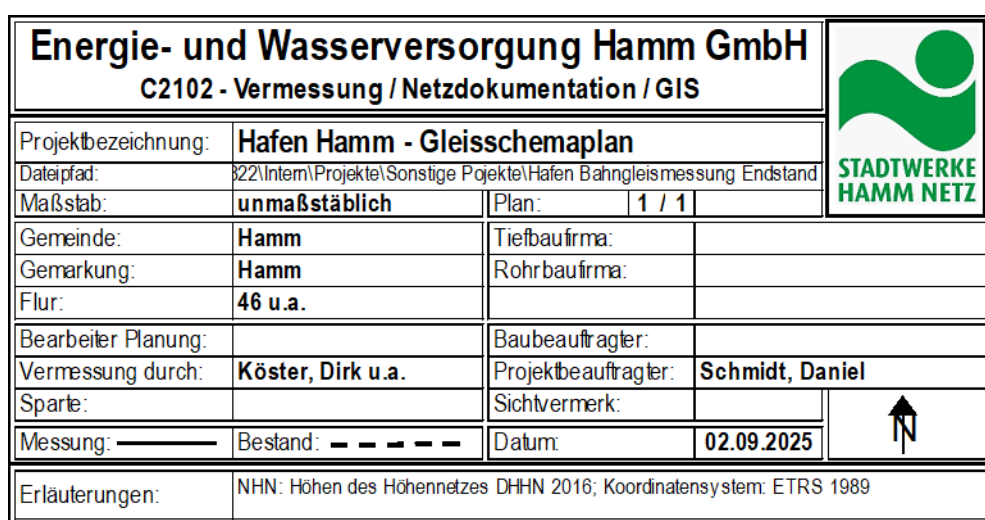 Energie- und Wasserversorgung Hamm GmbH
C2102 - Vermessung / Netzdokumentation / GIS
STADTWERKE
HAMM NETZ
Projektbezeichnung: Hafen Hamm - Gleisschemaplan
Dateipfad: 322\Intern\Projekte\Sonstige Pojekte\Hafen Bahngleismessung Endstand
Maßstab: unmaßstäblich Plan: 1 / 1
Gemeinde: Hamm Tiefbaufirma:
Gemarkung: Hamm Rohrbaufirma:
Flur: 46 u.a.
Bearbeiter Planung: Baubeauftragter:
Vermessung durch: Köster, Dirk u.a. Projektbeauftragter: Schmidt, Daniel
Sparte: Sichtvermerk:
N
Messung: Bestand: Datum: 02.09.2025
Erläuterungen: NHN: Höhen des Höhennetzes DHHN 2016; Koordinatensystem: ETRS 1989